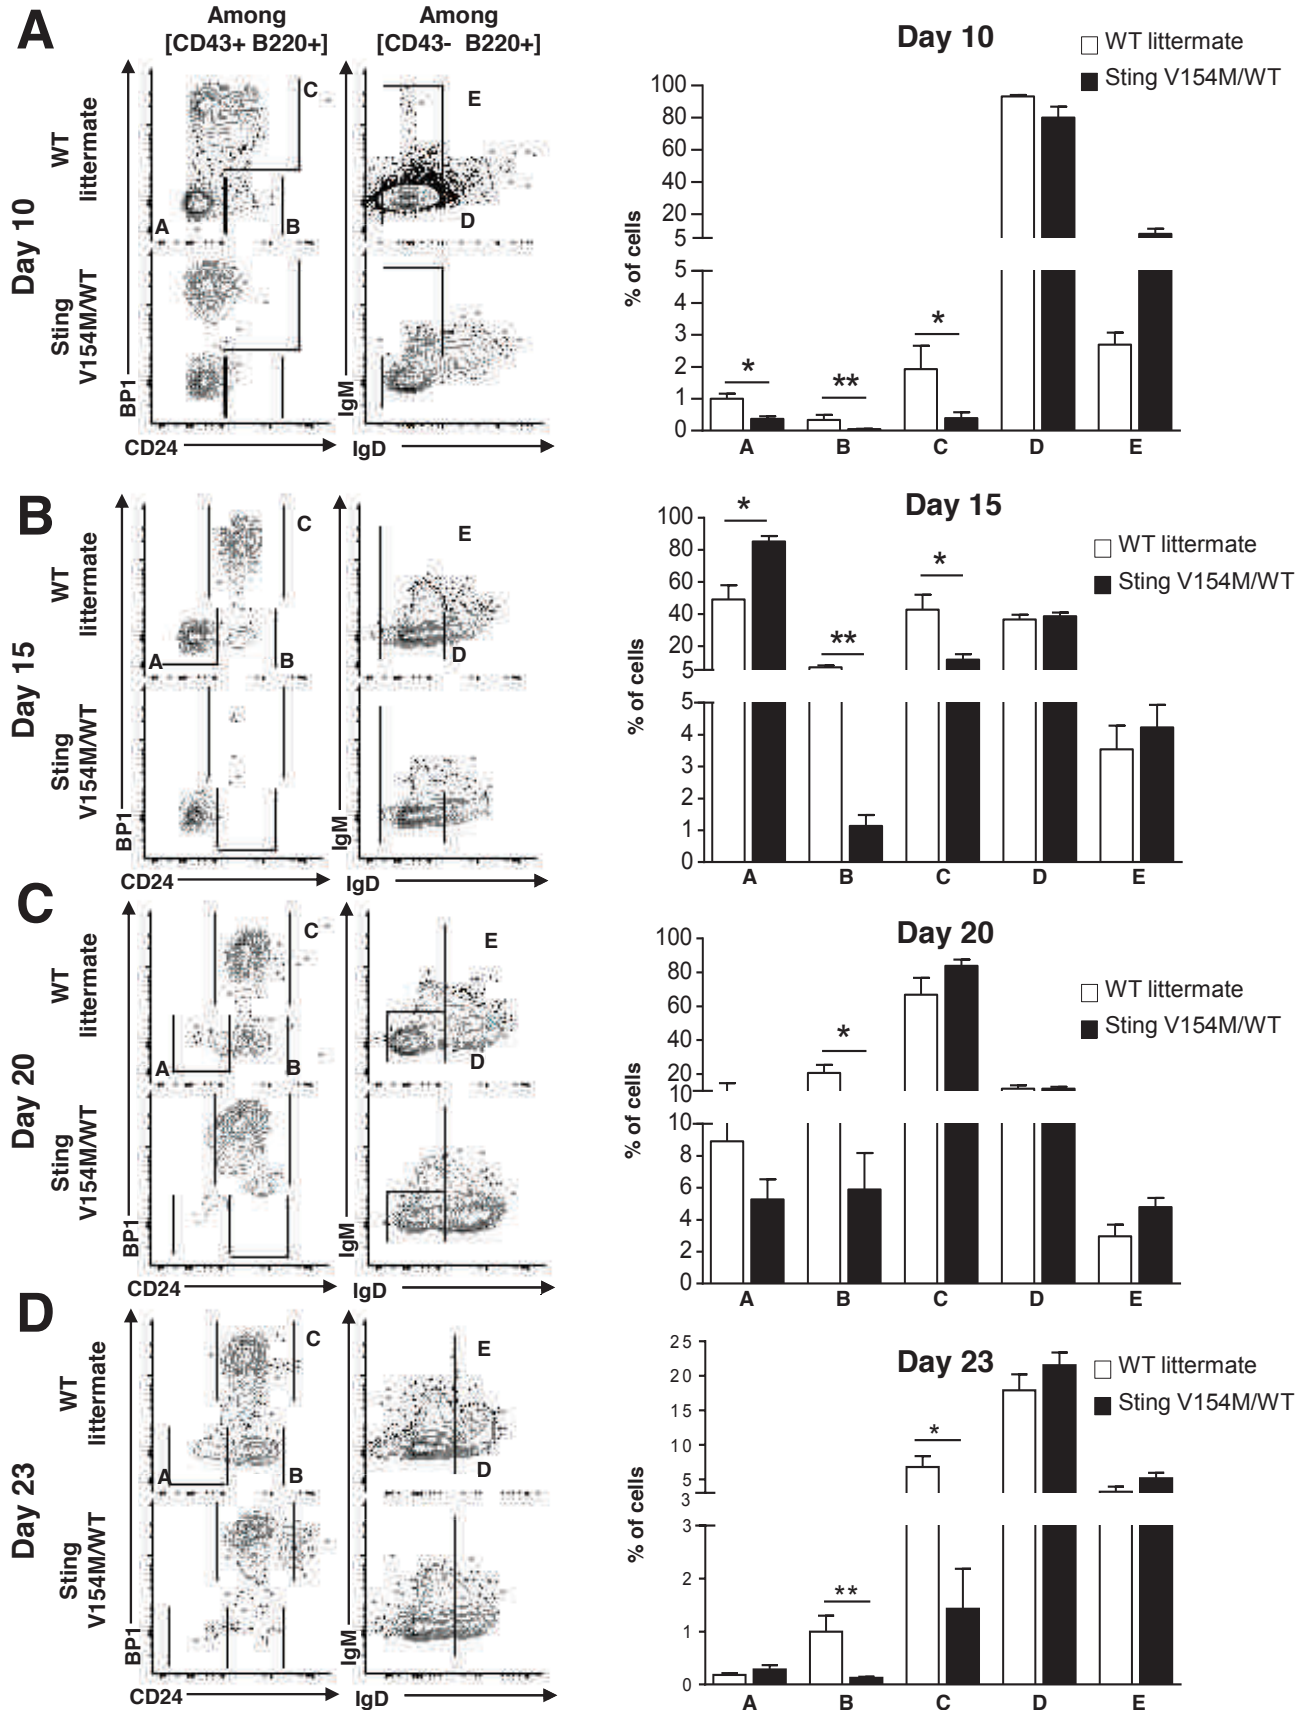 A
Among
[CD43+ B220+]
Among
[CD43- B220+]
Day 10
WT littermate
Sting V154M/WT
Day 10
WT
littermate
Sting
V154M/WT
C
A
B
E
D
BP1
CD24
IgM
IgD
% of cells
100
80
60
40
20
5
5
4
3
2
1
0
*
**
*
A B C D E
B
Day 15
WT littermate
Sting V154M/WT
Day 15
WT
littermate
Sting
V154M/WT
C
A
B
E
D
BP1
CD24
IgM
IgD
% of cells
100
80
60
40
20
5
5
4
3
2
1
0
*
**
*
A B C D E
C
Day 20
WT littermate
Sting V154M/WT
Day 20
WT
littermate
Sting
V154M/WT
C
A
B
E
D
BP1
CD24
IgM
IgD
% of cells
100
80
60
40
20
10
10
8
6
4
2
0
*
A B C D E
D
Day 23
WT littermate
Sting V154M/WT
Day 23
WT
littermate
Sting
V154M/WT
C
A
B
E
D
BP1
CD24
IgM
IgD
% of cells
25
20
15
10
5
3
3
2
1
0
**
*
A B C D E